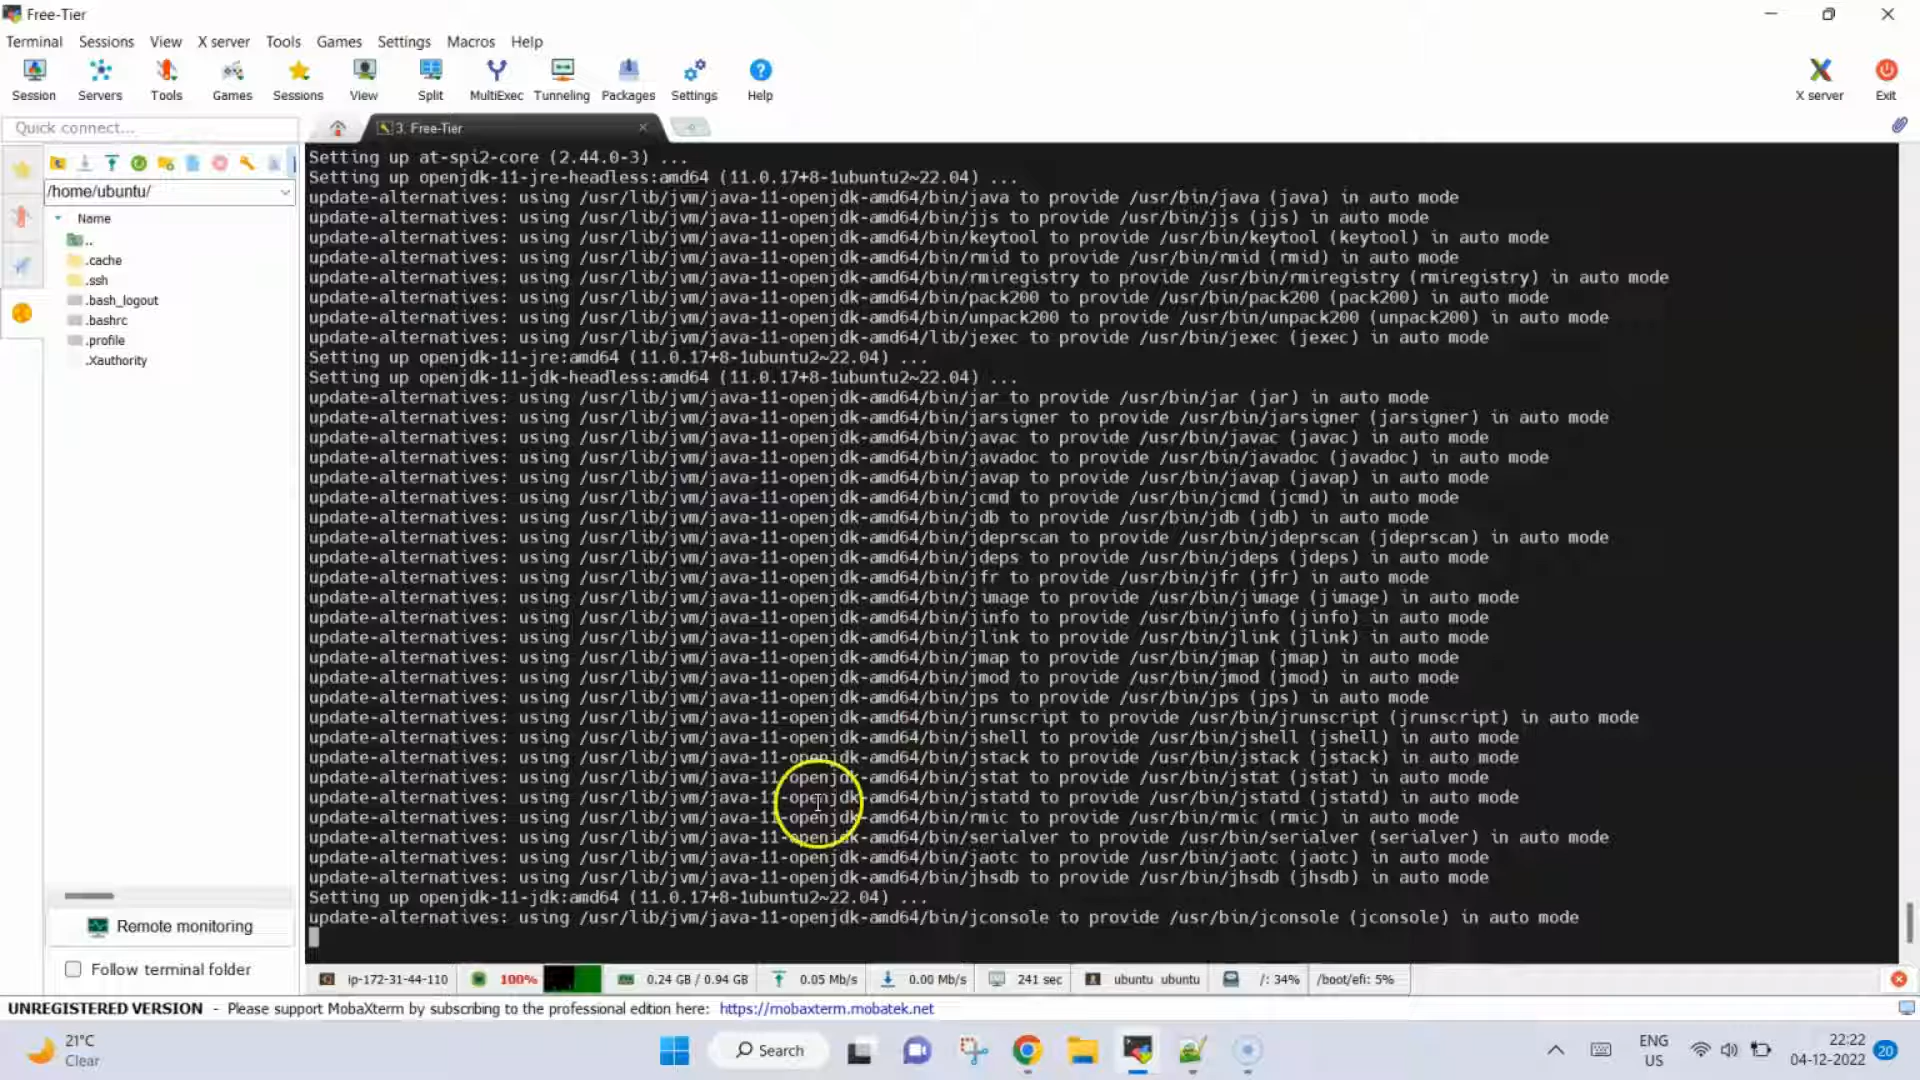 Free-Tier
Terminal Sessions View X server Tools Games Settings Macros Help
Session Servers Tools Games Sessions View Split MultiExec Tunneling Packages Settings Help X server Exit
Quick connect...
3. Free-Tier
/home/ubuntu/
Name
..
.cache
.ssh
.bash_logout
.bashrc
.profile
.Xauthority
Remote monitoring
Follow terminal folder
Setting up at-spi2-core (2.44.0-3) ...
Setting up openjdk-11-jre-headless:amd64 (11.0.17+8-1ubuntu2~22.04) ...
update-alternatives: using /usr/lib/jvm/java-11-openjdk-amd64/bin/java to provide /usr/bin/java (java) in auto mode
update-alternatives: using /usr/lib/jvm/java-11-openjdk-amd64/bin/jjs to provide /usr/bin/jjs (jjs) in auto mode
update-alternatives: using /usr/lib/jvm/java-11-openjdk-amd64/bin/keytool to provide /usr/bin/keytool (keytool) in auto mode
update-alternatives: using /usr/lib/jvm/java-11-openjdk-amd64/bin/rmid to provide /usr/bin/rmid (rmid) in auto mode
update-alternatives: using /usr/lib/jvm/java-11-openjdk-amd64/bin/rmiregistry to provide /usr/bin/rmiregistry (rmiregistry) in auto mode
update-alternatives: using /usr/lib/jvm/java-11-openjdk-amd64/bin/pack200 to provide /usr/bin/pack200 (pack200) in auto mode
update-alternatives: using /usr/lib/jvm/java-11-openjdk-amd64/bin/unpack200 to provide /usr/bin/unpack200 (unpack200) in auto mode
update-alternatives: using /usr/lib/jvm/java-11-openjdk-amd64/lib/jexec to provide /usr/bin/jexec (jexec) in auto mode
Setting up openjdk-11-jre:amd64 (11.0.17+8-1ubuntu2~22.04) ...
Setting up openjdk-11-jdk-headless:amd64 (11.0.17+8-1ubuntu2~22.04) ...
update-alternatives: using /usr/lib/jvm/java-11-openjdk-amd64/bin/jar to provide /usr/bin/jar (jar) in auto mode
update-alternatives: using /usr/lib/jvm/java-11-openjdk-amd64/bin/jarsigner to provide /usr/bin/jarsigner (jarsigner) in auto mode
update-alternatives: using /usr/lib/jvm/java-11-openjdk-amd64/bin/javac to provide /usr/bin/javac (javac) in auto mode
update-alternatives: using /usr/lib/jvm/java-11-openjdk-amd64/bin/javadoc to provide /usr/bin/javadoc (javadoc) in auto mode
update-alternatives: using /usr/lib/jvm/java-11-openjdk-amd64/bin/javap to provide /usr/bin/javap (javap) in auto mode
update-alternatives: using /usr/lib/jvm/java-11-openjdk-amd64/bin/jcmd to provide /usr/bin/jcmd (jcmd) in auto mode
update-alternatives: using /usr/lib/jvm/java-11-openjdk-amd64/bin/jdb to provide /usr/bin/jdb (jdb) in auto mode
update-alternatives: using /usr/lib/jvm/java-11-openjdk-amd64/bin/jdeprscan to provide /usr/bin/jdeprscan (jdeprscan) in auto mode
update-alternatives: using /usr/lib/jvm/java-11-openjdk-amd64/bin/jdeps to provide /usr/bin/jdeps (jdeps) in auto mode
update-alternatives: using /usr/lib/jvm/java-11-openjdk-amd64/bin/jfr to provide /usr/bin/jfr (jfr) in auto mode
update-alternatives: using /usr/lib/jvm/java-11-openjdk-amd64/bin/jimage to provide /usr/bin/jimage (jimage) in auto mode
update-alternatives: using /usr/lib/jvm/java-11-openjdk-amd64/bin/jinfo to provide /usr/bin/jinfo (jinfo) in auto mode
update-alternatives: using /usr/lib/jvm/java-11-openjdk-amd64/bin/jlink to provide /usr/bin/jlink (jlink) in auto mode
update-alternatives: using /usr/lib/jvm/java-11-openjdk-amd64/bin/jmap to provide /usr/bin/jmap (jmap) in auto mode
update-alternatives: using /usr/lib/jvm/java-11-openjdk-amd64/bin/jmod to provide /usr/bin/jmod (jmod) in auto mode
update-alternatives: using /usr/lib/jvm/java-11-openjdk-amd64/bin/jps to provide /usr/bin/jps (jps) in auto mode
update-alternatives: using /usr/lib/jvm/java-11-openjdk-amd64/bin/jrunscript to provide /usr/bin/jrunscript (jrunscript) in auto mode
update-alternatives: using /usr/lib/jvm/java-11-openjdk-amd64/bin/jshell to provide /usr/bin/jshell (jshell) in auto mode
update-alternatives: using /usr/lib/jvm/java-11-openjdk-amd64/bin/jstack to provide /usr/bin/jstack (jstack) in auto mode
update-alternatives: using /usr/lib/jvm/java-11-openjdk-amd64/bin/jstat to provide /usr/bin/jstat (jstat) in auto mode
update-alternatives: using /usr/lib/jvm/java-11-openjdk-amd64/bin/jstatd to provide /usr/bin/jstatd (jstatd) in auto mode
update-alternatives: using /usr/lib/jvm/java-11-openjdk-amd64/bin/rmic to provide /usr/bin/rmic (rmic) in auto mode
update-alternatives: using /usr/lib/jvm/java-11-openjdk-amd64/bin/serialver to provide /usr/bin/serialver (serialver) in auto mode
update-alternatives: using /usr/lib/jvm/java-11-openjdk-amd64/bin/jaotc to provide /usr/bin/jaotc (jaotc) in auto mode
update-alternatives: using /usr/lib/jvm/java-11-openjdk-amd64/bin/jhsdb to provide /usr/bin/jhsdb (jhsdb) in auto mode
Setting up openjdk-11-jdk:amd64 (11.0.17+8-1ubuntu2~22.04) ...
update-alternatives: using /usr/lib/jvm/java-11-openjdk-amd64/bin/jconsole to provide /usr/bin/jconsole (jconsole) in auto mode
ip-172-31-44-110 100% 0.24 GB / 0.94 GB 0.05 Mb/s 0.00 Mb/s 241 sec ubuntu ubuntu /: 34% /boot/efi: 5%
UNREGISTERED VERSION - Please support MobaXterm by subscribing to the professional edition here: https://mobaxterm.mobatek.net
21°C
Clear
Search
ENG
US
22:22
04-12-2022
20